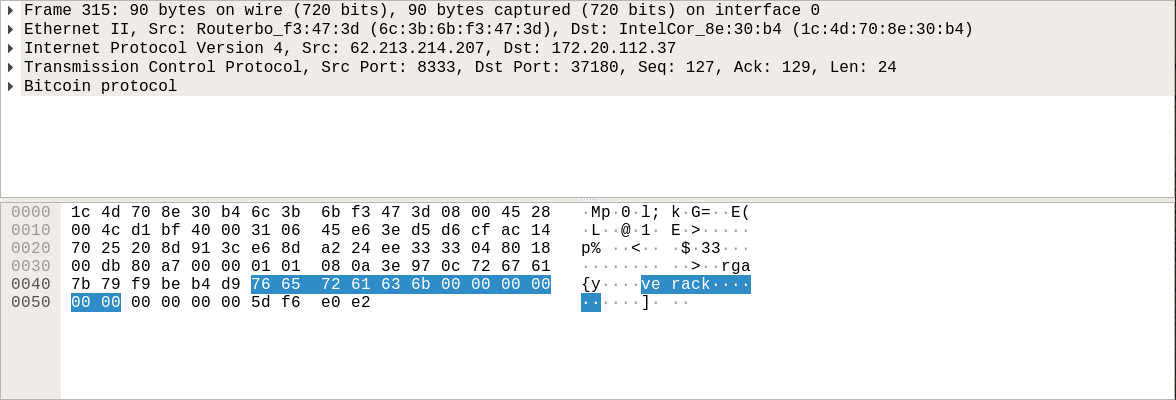 Frame 315: 90 bytes on wire (720 bits), 90 bytes captured (720 bits) on interface 0
Ethernet II, Src: Routerbo_f3:47:3d (6c:3b:6b:f3:47:3d), Dst: IntelCor_8e:30:b4 (1c:4d:70:8e:30:b4)
Internet Protocol Version 4, Src: 62.213.214.207, Dst: 172.20.112.37
Transmission Control Protocol, Src Port: 8333, Dst Port: 37180, Seq: 127, Ack: 129, Len: 24
Bitcoin protocol
0000 1c 4d 70 8e 30 b4 6c 3b 6b f3 47 3d 08 00 45 28 ·Mp·0·l; k·G=··E(
0010 00 4c d1 bf 40 00 31 06 45 e6 3e d5 d6 cf ac 14 ·L··@·1· E·>·····
0020 70 25 20 8d 91 3c e6 8d a2 24 ee 33 33 04 80 18 p% ··<·· ·$·33···
0030 00 db 80 a7 00 00 01 01 08 0a 3e 97 0c 72 67 61 ········ ··>··rga
0040 7b 79 f9 be b4 d9 76 65 72 61 63 6b 00 00 00 00 {y····ve rack····
0050 00 00 00 00 00 00 5d f6 e0 e2 ······]· ··